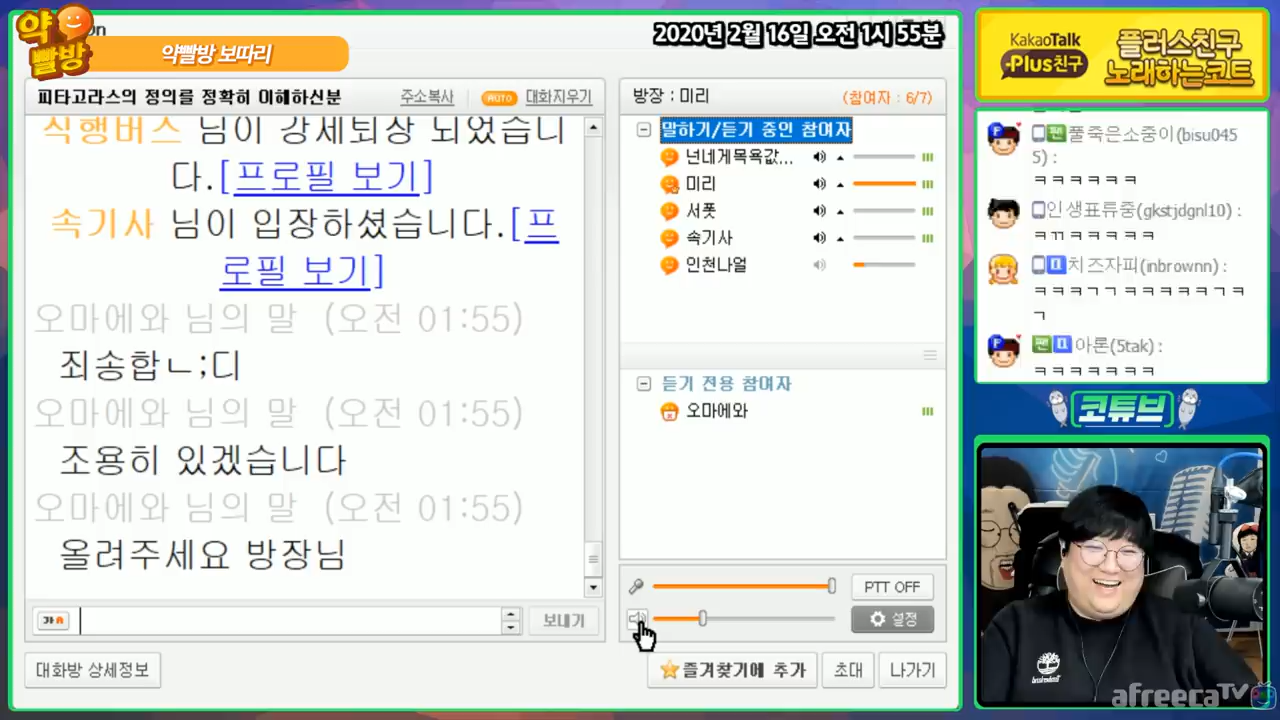 약빨방
on
약빨방 보따리
2020년 2월 16일 오전 1시 55분
피타고라스의 정의를 정확히 이해하신분
주소복사
AUTO
대화지우기
식행버스 님이 강제퇴장 되었습니
다.[프로필 보기]
속기사 님이 입장하셨습니다.[프
로필 보기]
오마에와 님의 말 (오전 01:55)
죄송합ㄴ;디
오마에와 님의 말 (오전 01:55)
조용히 있겠습니다
오마에와 님의 말 (오전 01:55)
올려주세요 방장님
가
보내기
대화방 상세정보
방장 : 미리
(참여자 : 6/7)
말하기/듣기 중인 참여자
넌네게목욕값...
미리
서폿
속기사
인천나얼
듣기 전용 참여자
오마에와
PTT OFF
설정
즐겨찾기에 추가
초대
나가기
KakaoTalk
Plus친구
플러스친구
노래하는코트
팬 풀죽은소중이(bisu045
5) :
ㅋㅋㅋㅋㅋㅋ
인생표류중(gkstjdgnl10) :
ㅋㄲㅋㅋㅋㅋㅋ
치즈자피(inbrownn) :
ㅋㅋㅋㄱㄱㅋㅋㅋㅋㅋㄱㅋ
ㄱ
팬 아론(5tak) :
ㅋㅋㅋㅋㅋㅋㅋ
코튜브
Timberland
afreecaTV